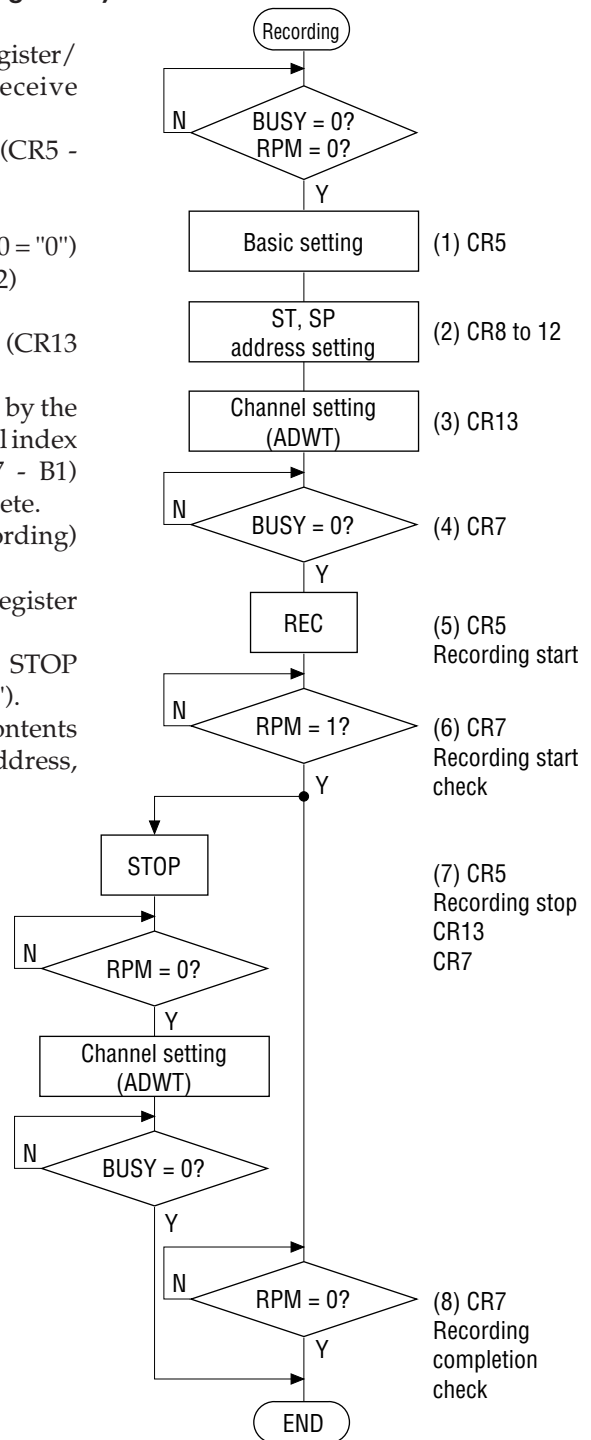 gister/
eceive
(CR5 -
0 = "0")
2)
(CR13
by the
l index
7 - B1)
ete.
ording)
egister
STOP
").
ontents
ddress,
Recording
N
BUSY = 0?
RPM = 0?
Y
Basic setting
(1) CR5
ST, SP
address setting
(2) CR8 to 12
Channel setting
(ADWT)
(3) CR13
N
BUSY = 0?
(4) CR7
Y
REC
(5) CR5
Recording start
N
RPM = 1?
(6) CR7
Recording start
check
Y
STOP
(7) CR5
Recording stop
CR13
CR7
N
RPM = 0?
Y
Channel setting
(ADWT)
N
BUSY = 0?
Y
N
RPM = 0?
(8) CR7
Recording
completion
check
Y
END